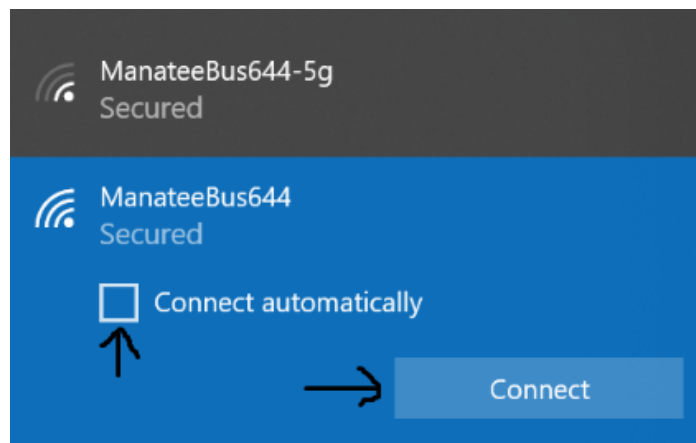 ManateeBus644-5g
Secured
ManateeBus644
Secured
Connect automatically
Connect